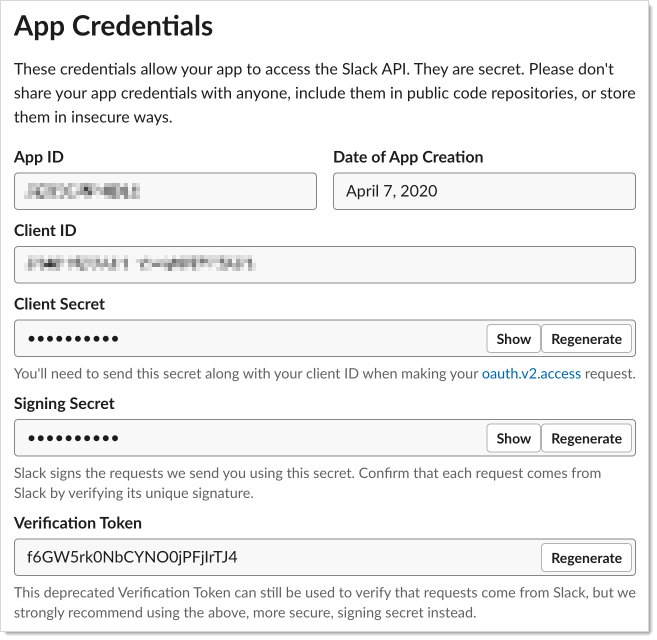 App Credentials
These credentials allow your app to access the Slack API. They are secret. Please don't
share your app credentials with anyone, include them in public code repositories, or store
them in insecure ways.
App ID
Date of App Creation
April 7, 2020
Client ID
Client Secret
●●●●●●●●●●
Show
Regenerate
You'll need to send this secret along with your client ID when making your oauth.v2.access request.
Signing Secret
●●●●●●●●●●
Show
Regenerate
Slack signs the requests we send you using this secret. Confirm that each request comes from
Slack by verifying its unique signature.
Verification Token
f6GW5rk0NbCYNO0jPFjIrTJ4
Regenerate
This deprecated Verification Token can still be used to verify that requests come from Slack, but we
strongly recommend using the above, more secure, signing secret instead.